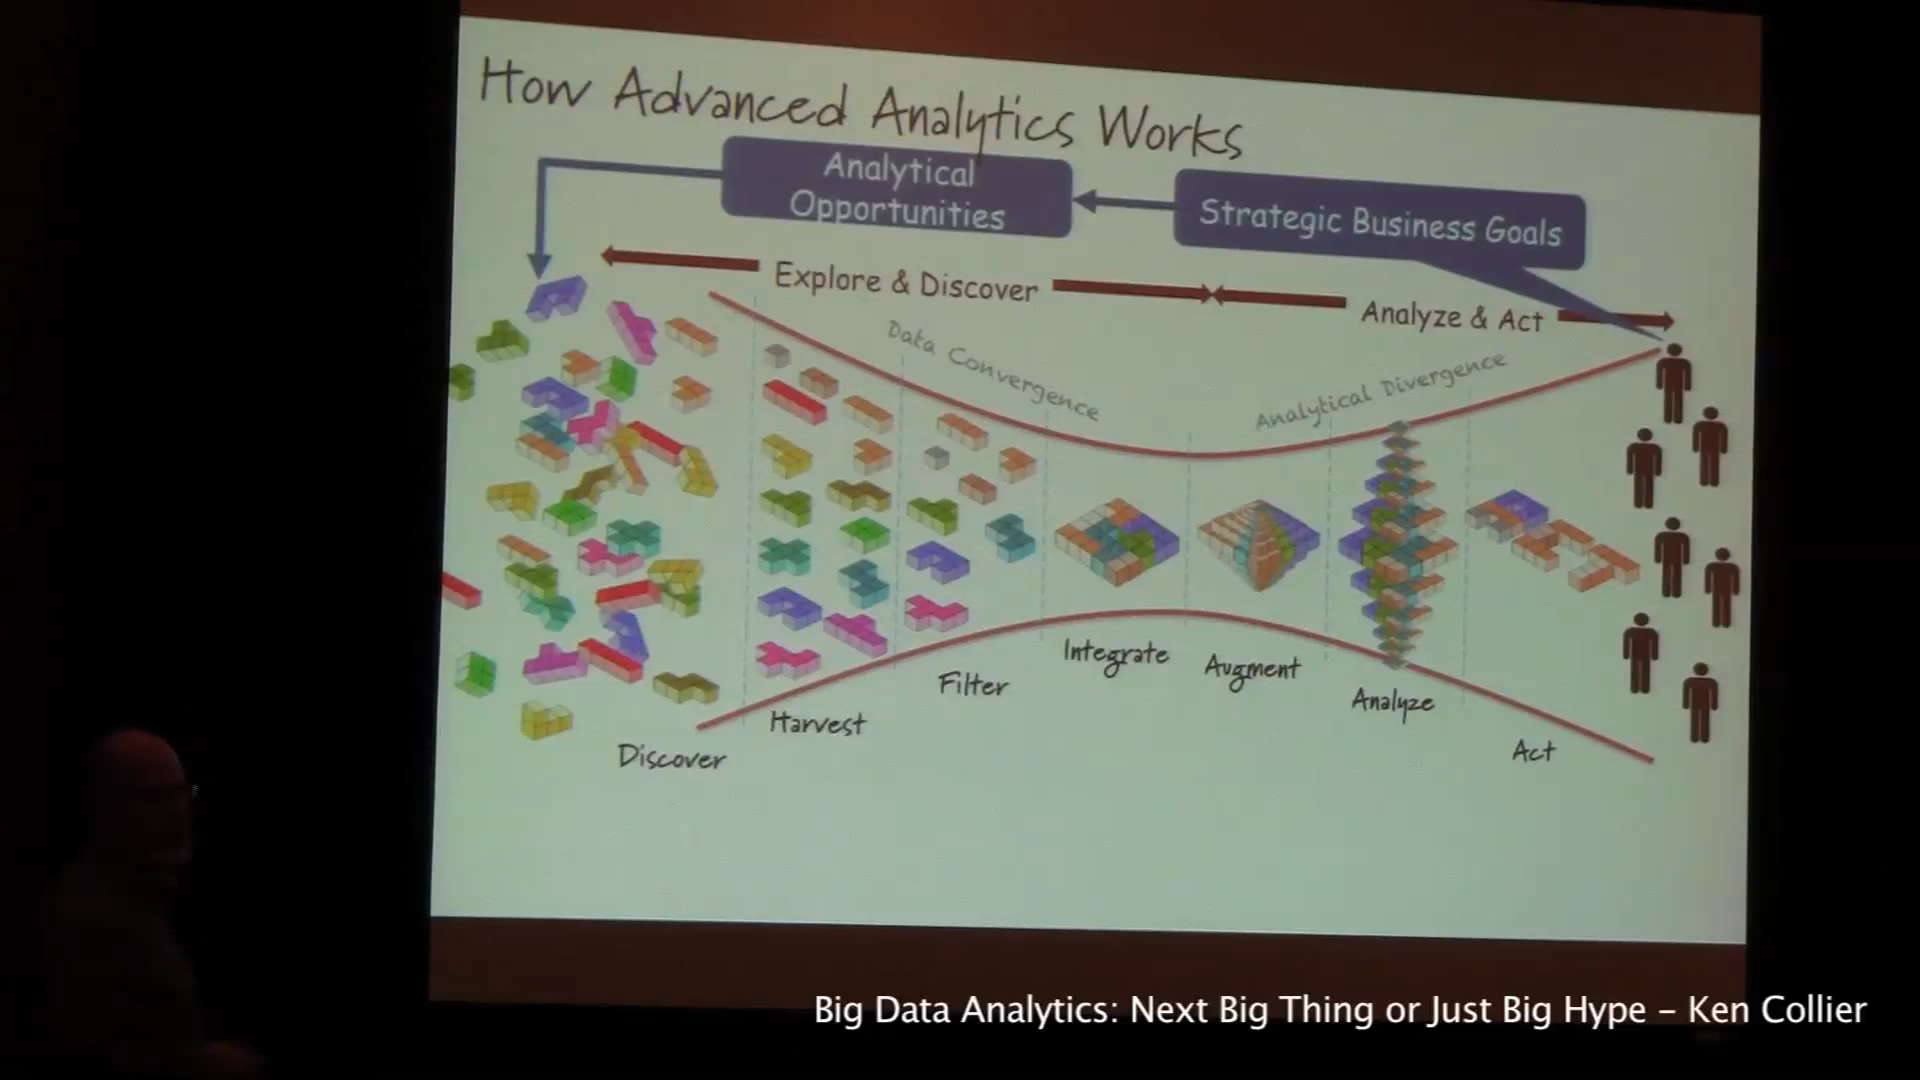 How Advanced Analytics Works
Analytical
Opportunities
Strategic Business Goals
Explore & Discover
Analyze & Act
Data Convergence
Analytical Divergence
Integrate
Augment
Filter
Analyze
Harvest
Discover
Act
Big Data Analytics: Next Big Thing or Just Big Hype – Ken Collier